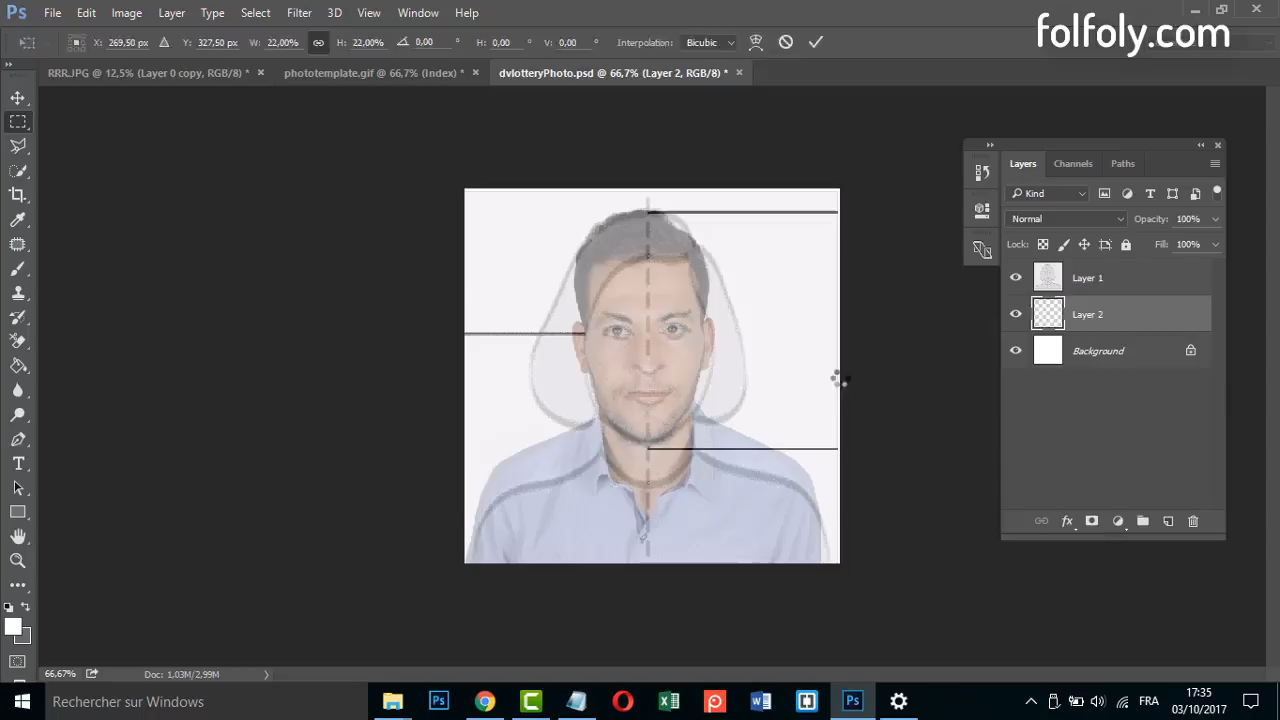 Ps File Edit Image Layer Type Select Filter 3D View Window Help
folfoly.com
X: 269,50 px Y: 327,50 px W: 22,00% H: 22,00% 0,00 ° H: 0,00 ° V: 0,00 ° Interpolation: Bicubic
RRR.JPG @ 12,5% (Layer 0 copy, RGB/8) * × phototemplate.gif @ 66,7% (Index) * × dvlotteryPhoto.psd @ 66,7% (Layer 2, RGB/8) * ×
Layers Channels Paths
Kind
Normal Opacity: 100%
Lock: Fill: 100%
Layer 1
Layer 2
Background
66,67% Doc: 1,03M/2,99M
Rechercher sur Windows
Ps
W
Ps
FRA
17:35
03/10/2017